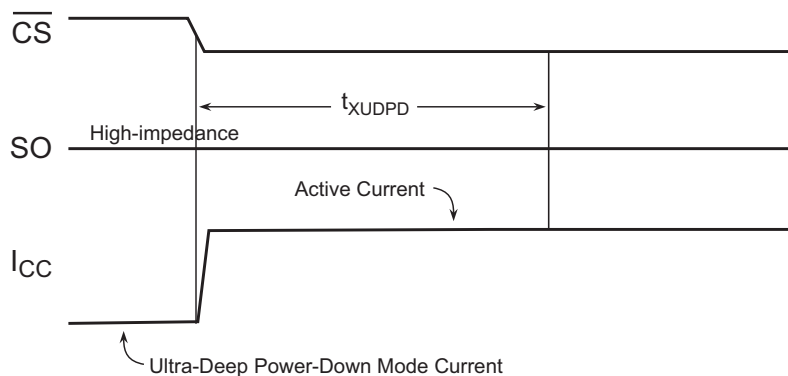 CS
tXUDPD
High-impedance
SO
Active Current
ICC
Ultra-Deep Power-Down Mode Current